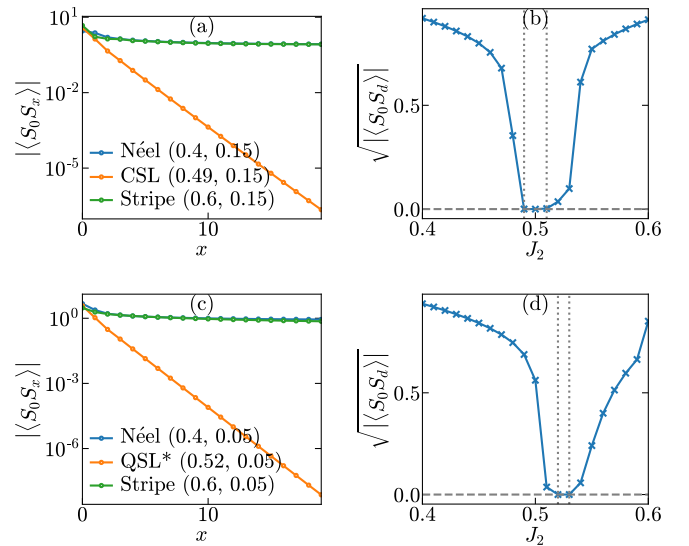 (a)
10^{-2}
10^{-5}
|⟨S_0 S_x⟩|
Néel (0.4, 0.15)
CSL (0.49, 0.15)
Stripe (0.6, 0.15)
0
10
x
(b)
0.5
0.0
√|⟨S_0 S_d⟩|
0.4
0.5
0.6
J_2
(c)
10^0
10^{-3}
10^{-6}
|⟨S_0 S_x⟩|
Néel (0.4, 0.05)
QSL* (0.52, 0.05)
Stripe (0.6, 0.05)
0
10
x
(d)
0.5
0.0
√|⟨S_0 S_d⟩|
0.4
0.5
0.6
J_2